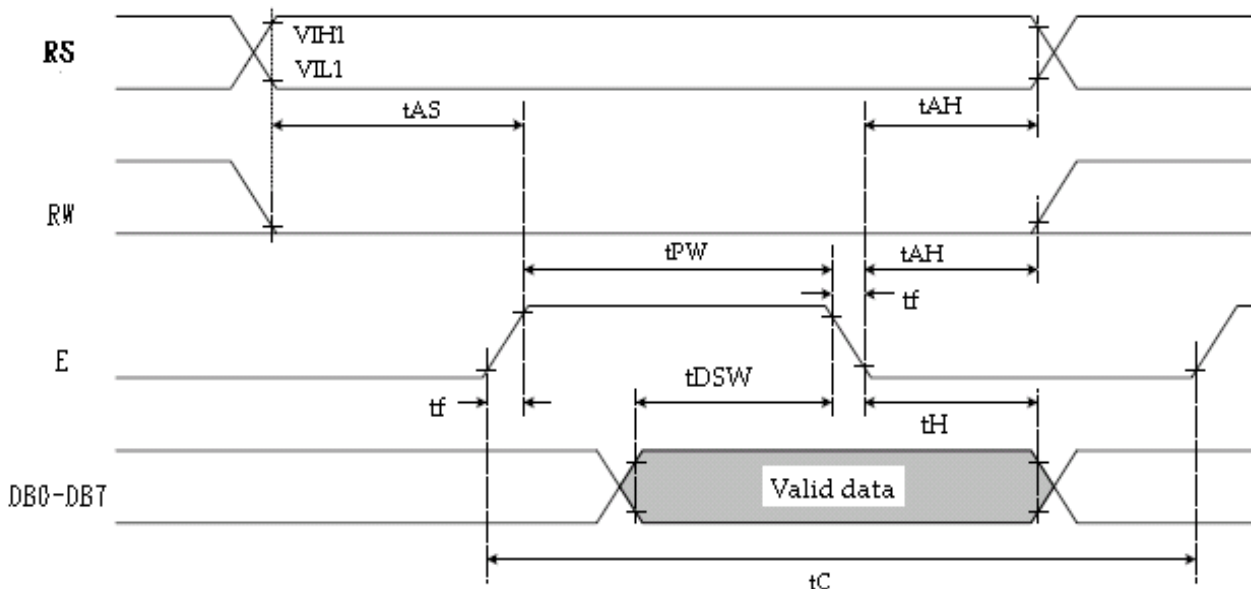 RS
VIH1
VIL1
tAS
tAH
RW
tPW
tAH
tf
E
tDSW
tf
tH
DB0-DB7
Valid data
tC